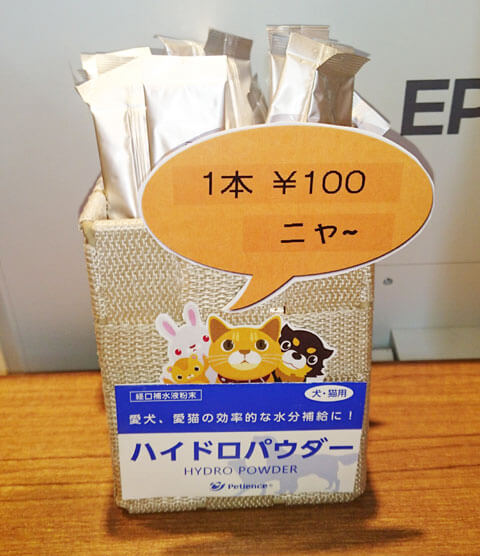 EP
1本 ¥100
ニャ~
経口補水液粉末
犬・猫用
愛犬、愛猫の効率的な水分補給に！
ハイドロパウダー
HYDRO POWDER
Petience